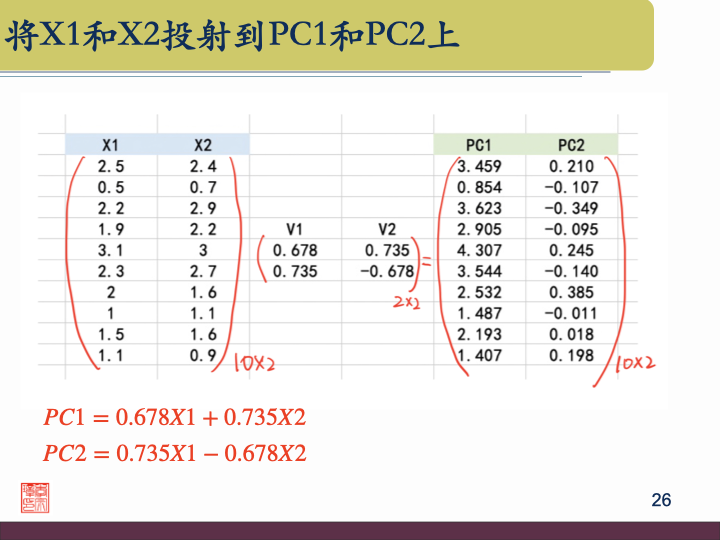 将X1和X2投射到PC1和PC2上
X1 X2 PC1 PC2
2.5 2.4 3.459 0.210
0.5 0.7 0.854 -0.107
2.2 2.9 3.623 -0.349
1.9 2.2 V1 V2 2.905 -0.095
3.1 3 0.678 0.735 = 4.307 0.245
2.3 2.7 0.735 -0.678 3.544 -0.140
2 1.6 2x2 2.532 0.385
1 1.1 1.487 -0.011
1.5 1.6 2.193 0.018
1.1 0.9 10x2 1.407 0.198 10x2
PC1 = 0.678X1 + 0.735X2
PC2 = 0.735X1 − 0.678X2
26